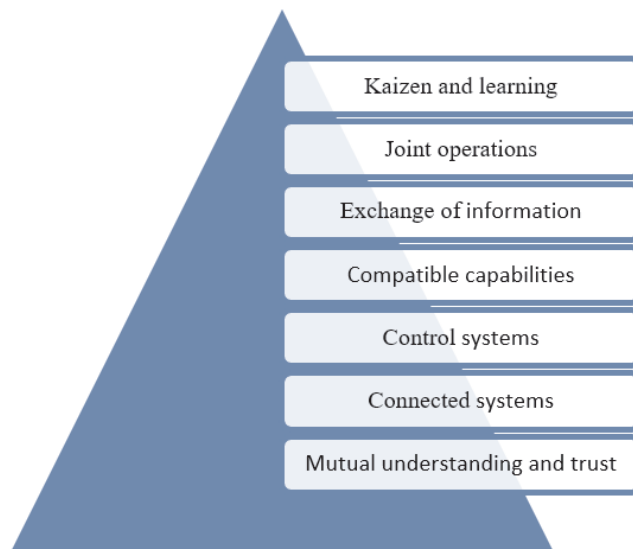 Kaizen and learning
Joint operations
Exchange of information
Compatible capabilities
Control systems
Connected systems
Mutual understanding and trust